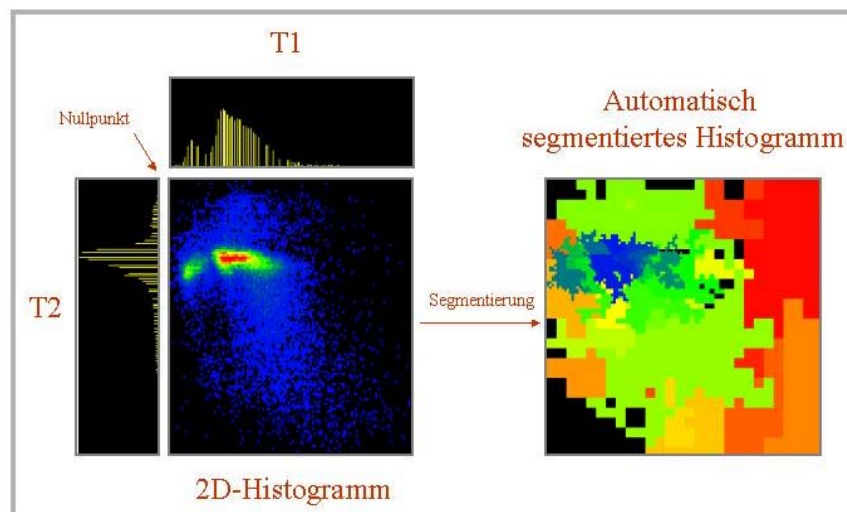 T1
Nullpunkt
Automatisch
segmentiertes Histogramm
T2
Segmentierung
2D-Histogramm